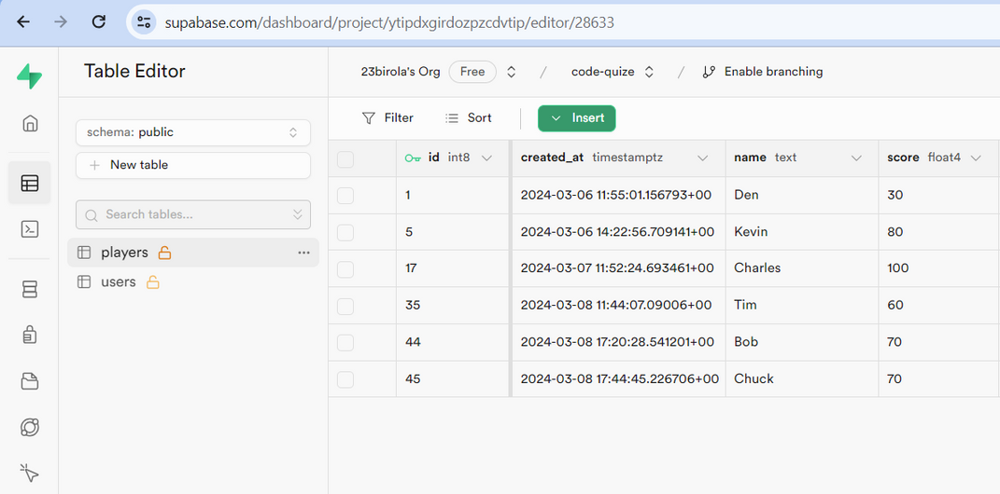 supabase.com/dashboard/project/ytipdxgirdozpzcdvtip/editor/28633
Table Editor
23birola's Org Free / code-quize / Enable branching
schema: public
New table
Search tables...
players
users
Filter Sort Insert
id int8 created_at timestamptz name text score float4
1 2024-03-06 11:55:01.156793+00 Den 30
5 2024-03-06 14:22:56.709141+00 Kevin 80
17 2024-03-07 11:52:24.693461+00 Charles 100
35 2024-03-08 11:44:07.09006+00 Tim 60
44 2024-03-08 17:20:28.541201+00 Bob 70
45 2024-03-08 17:44:45.226706+00 Chuck 70